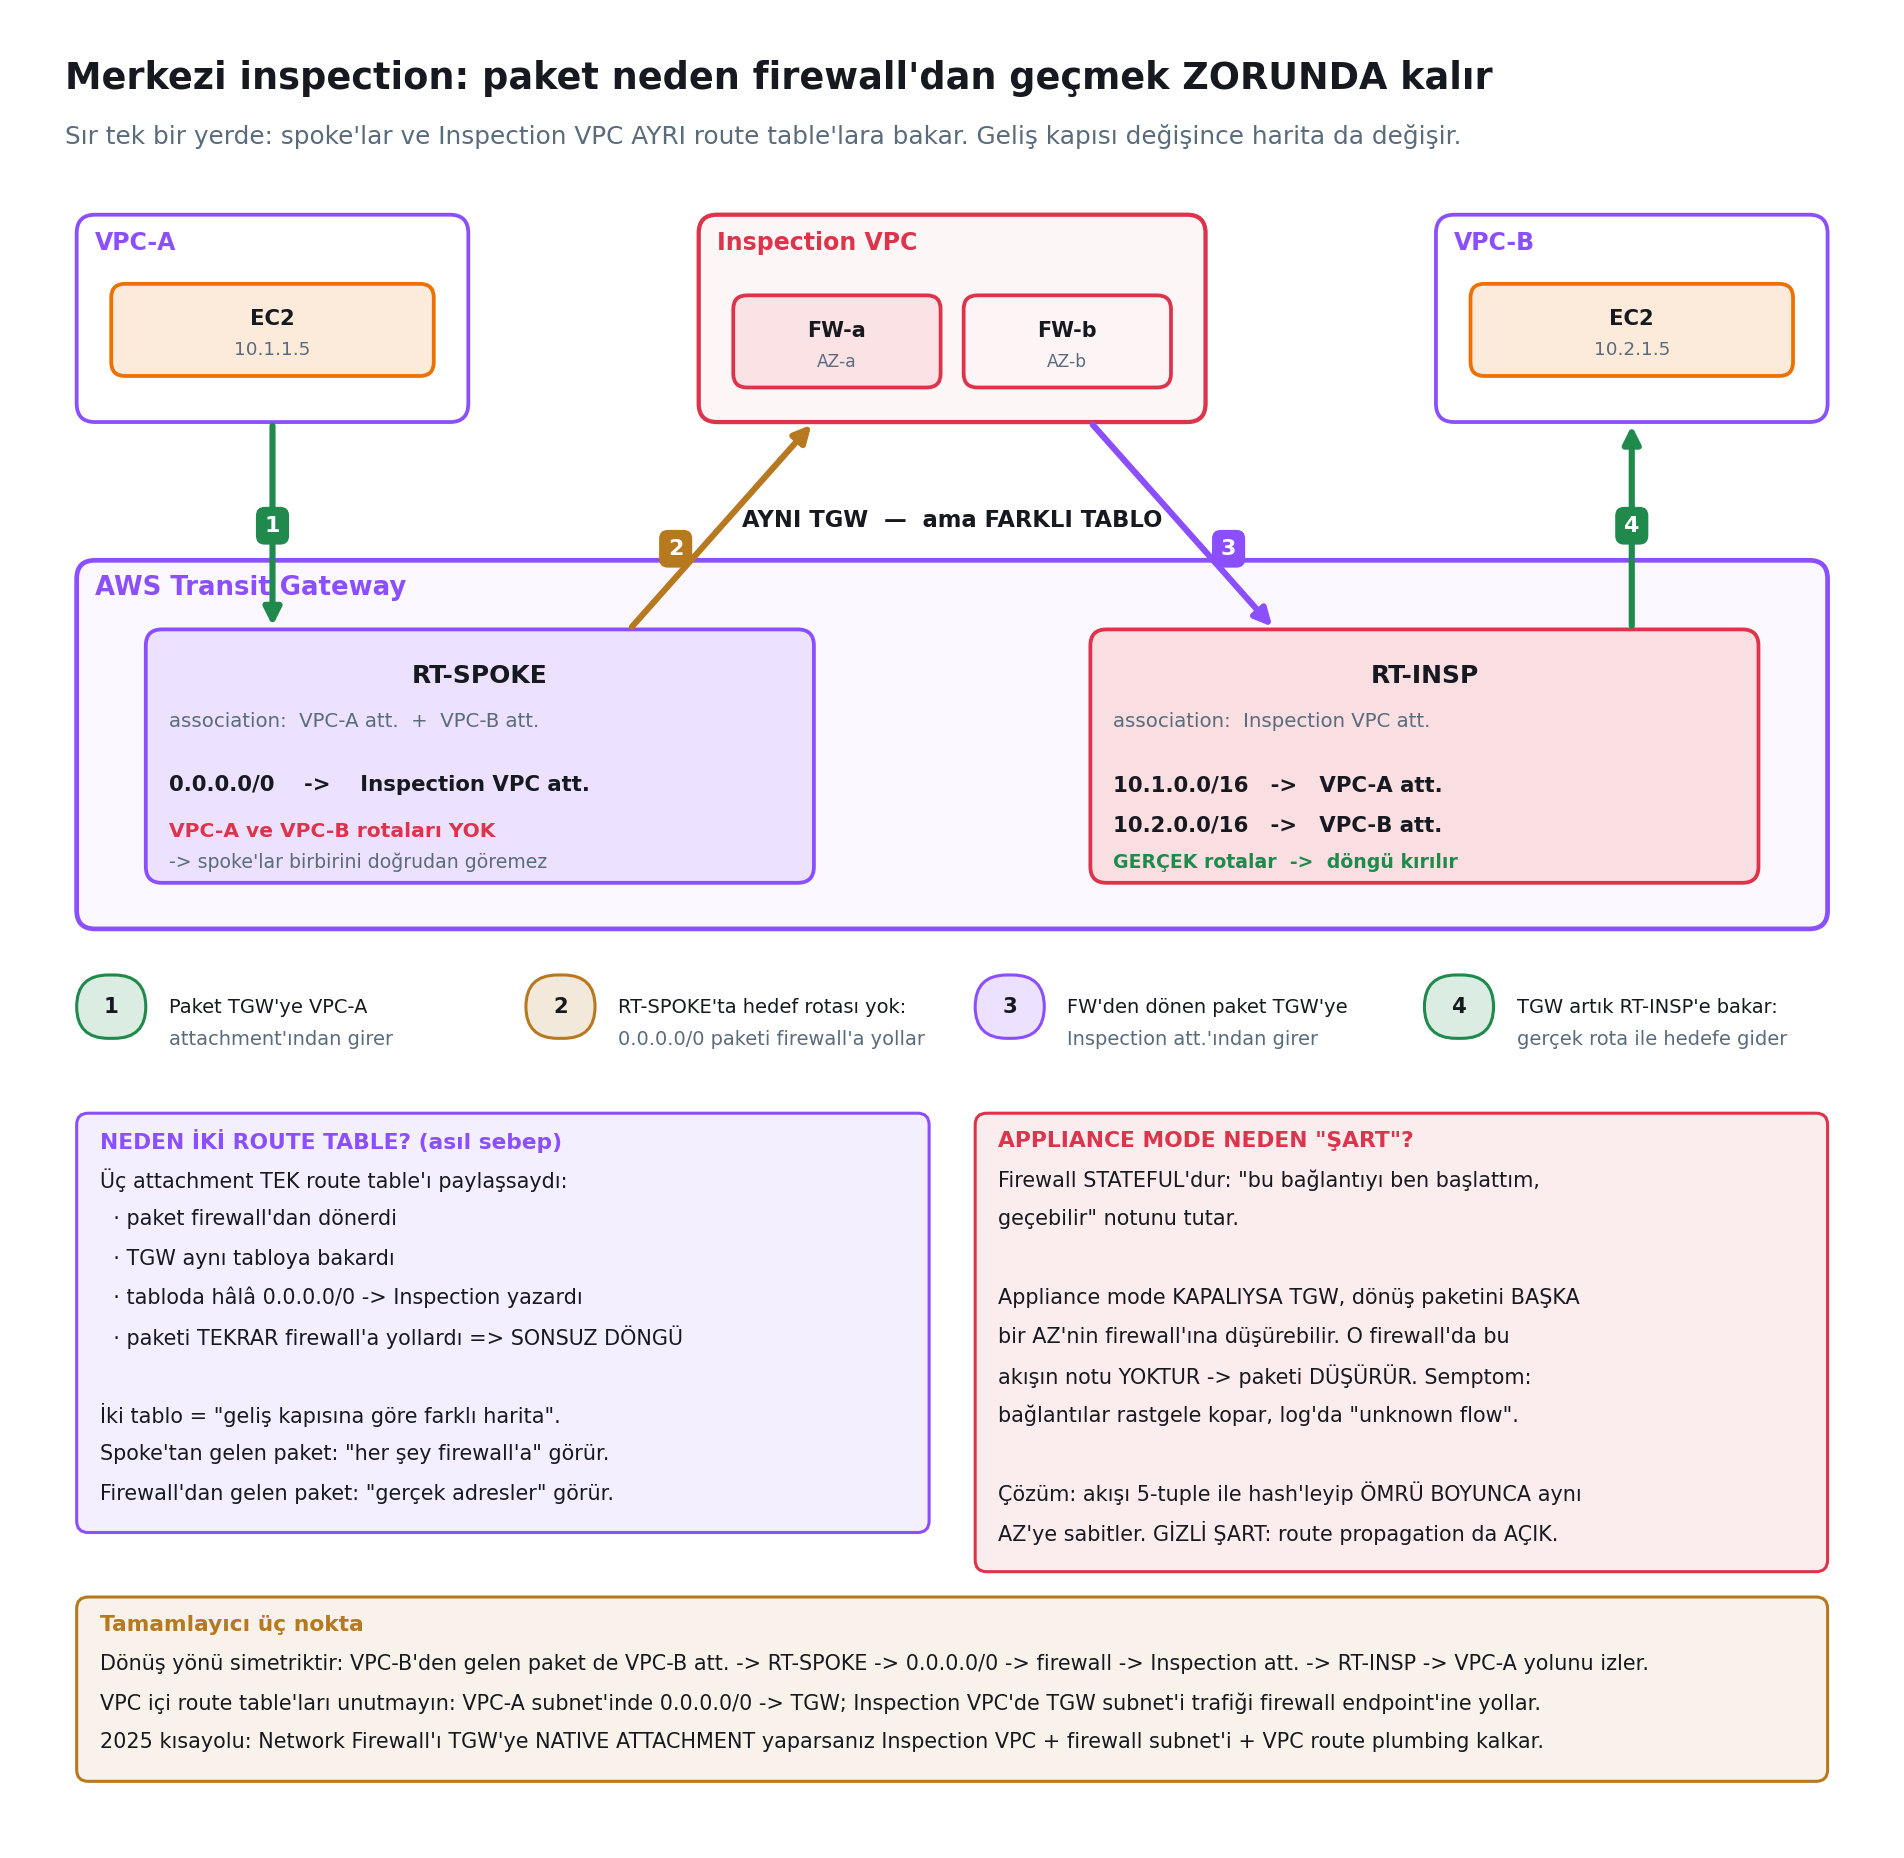 Merkezi inspection: paket neden firewall'dan geçmek ZORUNDA kalır
Sır tek bir yerde: spoke'lar ve Inspection VPC AYRI route table'lara bakar. Geliş kapısı değişince harita da değişir.
VPC-A
EC2
10.1.1.5
Inspection VPC
FW-a
AZ-a
FW-b
AZ-b
VPC-B
EC2
10.2.1.5
AYNI TGW — ama FARKLI TABLO
1
2
3
4
AWS Transit Gateway
RT-SPOKE
association: VPC-A att. + VPC-B att.
0.0.0.0/0 -> Inspection VPC att.
VPC-A ve VPC-B rotaları YOK
-> spoke'lar birbirini doğrudan göremez
RT-INSP
association: Inspection VPC att.
10.1.0.0/16 -> VPC-A att.
10.2.0.0/16 -> VPC-B att.
GERÇEK rotalar -> döngü kırılır
1
Paket TGW'ye VPC-A
attachment'ından girer
2
RT-SPOKE'ta hedef rotası yok:
0.0.0.0/0 paketi firewall'a yollar
3
FW'den dönen paket TGW'ye
Inspection att.'ından girer
4
TGW artık RT-INSP'e bakar:
gerçek rota ile hedefe gider
NEDEN İKİ ROUTE TABLE? (asıl sebep)
Üç attachment TEK route table'ı paylaşsaydı:
· paket firewall'dan dönerdi
· TGW aynı tabloya bakardı
· tabloda hâlâ 0.0.0.0/0 -> Inspection yazardı
· paketi TEKRAR firewall'a yollardı => SONSUZ DÖNGÜ
İki tablo = "geliş kapısına göre farklı harita".
Spoke'tan gelen paket: "her şey firewall'a" görür.
Firewall'dan gelen paket: "gerçek adresler" görür.
APPLIANCE MODE NEDEN "ŞART"?
Firewall STATEFUL'dur: "bu bağlantıyı ben başlattım,
geçebilir" notunu tutar.
Appliance mode KAPALIYSA TGW, dönüş paketini BAŞKA
bir AZ'nin firewall'ına düşürebilir. O firewall'da bu
akışın notu YOKTUR -> paketi DÜŞÜRÜR. Semptom:
bağlantılar rastgele kopar, log'da "unknown flow".
Çözüm: akışı 5-tuple ile hash'leyip ÖMRÜ BOYUNCA aynı
AZ'ye sabitler. GİZLİ ŞART: route propagation da AÇIK.
Tamamlayıcı üç nokta
Dönüş yönü simetriktir: VPC-B'den gelen paket de VPC-B att. -> RT-SPOKE -> 0.0.0.0/0 -> firewall -> Inspection att. -> RT-INSP -> VPC-A yolunu izler.
VPC içi route table'ları unutmayın: VPC-A subnet'inde 0.0.0.0/0 -> TGW; Inspection VPC'de TGW subnet'i trafiği firewall endpoint'ine yollar.
2025 kısayolu: Network Firewall'ı TGW'ye NATIVE ATTACHMENT yaparsanız Inspection VPC + firewall subnet'i + VPC route plumbing kalkar.